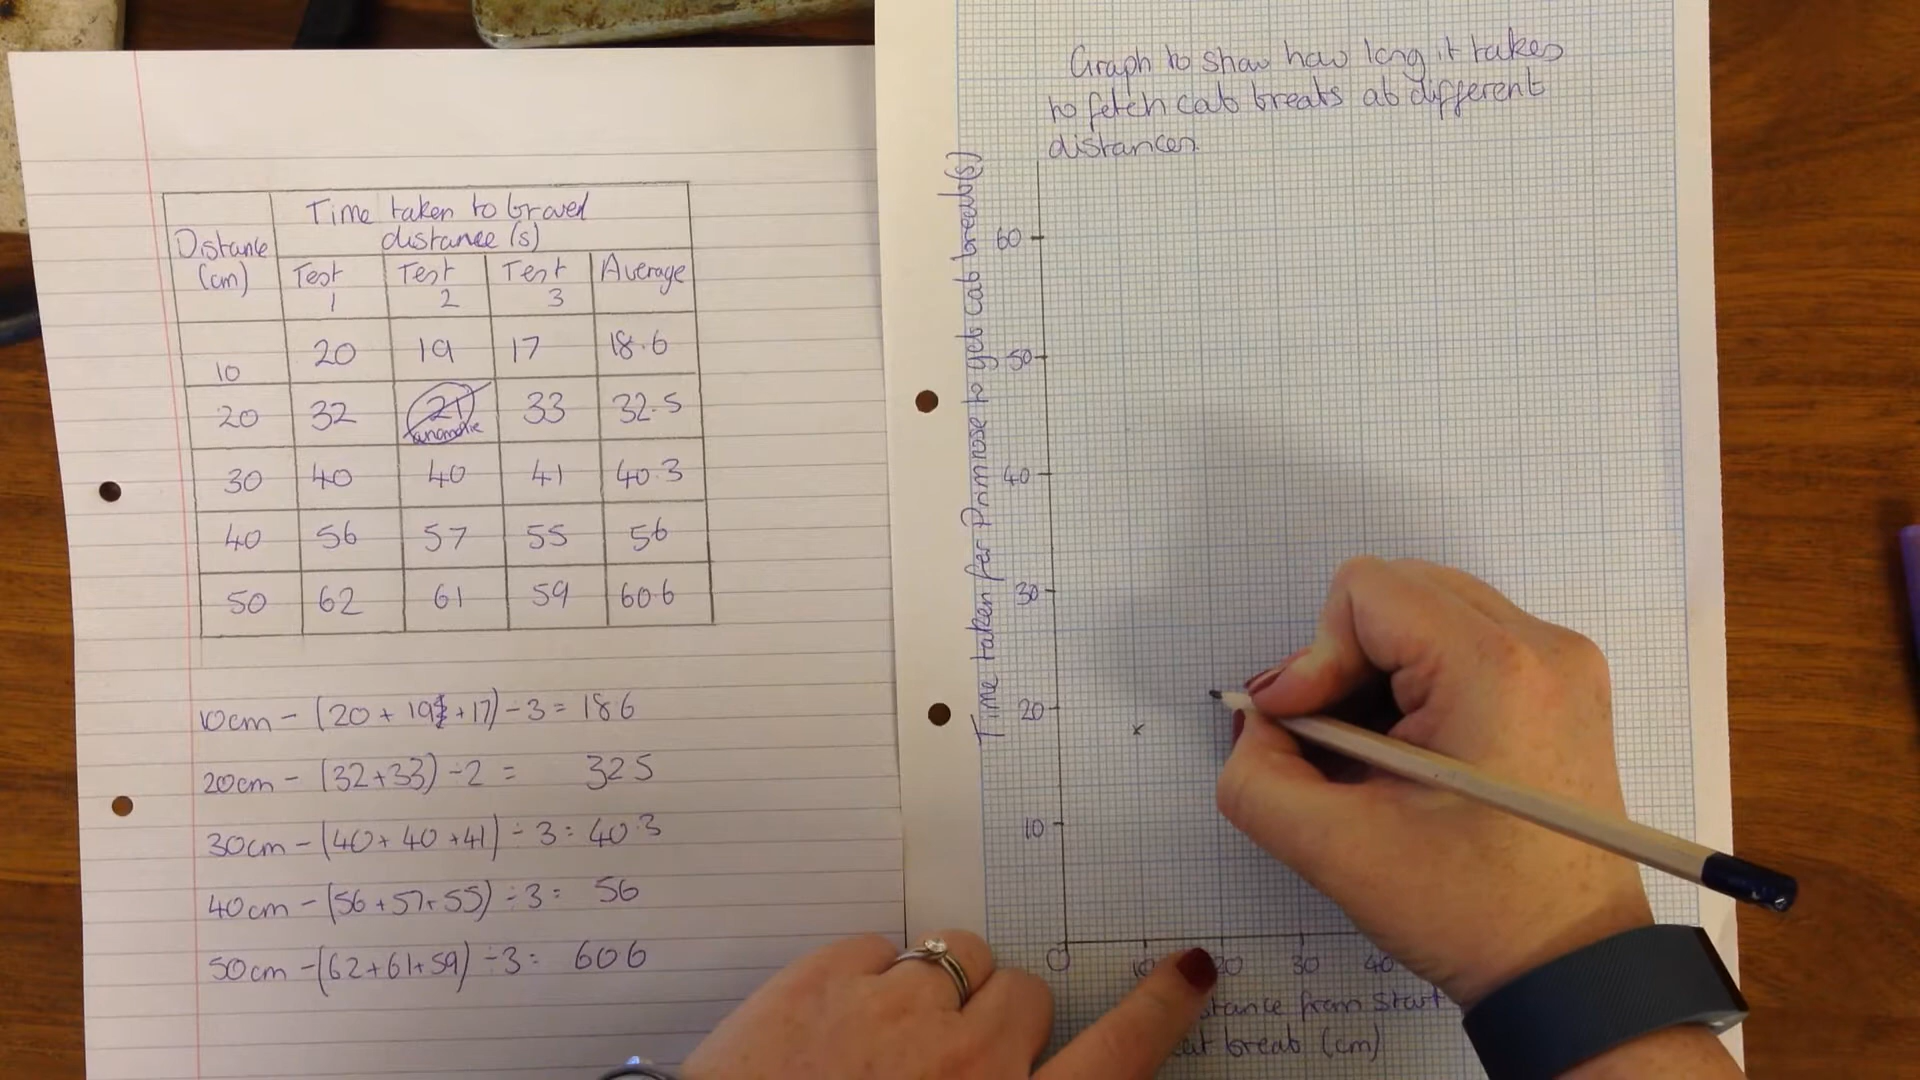 Time taken to travel
distance (s)
Distance
(cm)
Test
1
Test
2
Test
3
Average
10
20
19
17
18.6
20
32
21
anomalie
33
32.5
30
40
40
41
40.3
40
56
57
55
56
50
62
61
59
60.6
10cm - (20 + 19 + 17) ÷ 3 = 18.6
20cm - (32+33) ÷ 2 = 32.5
30cm - (40 + 40 + 41) ÷ 3 = 40.3
40cm - (56 + 57 + 55) ÷ 3 = 56
50cm - (62+61+59) ÷ 3 = 60.6
Graph to show how long it takes
to fetch cat treats at different
distances.
Time taken for Primrose to get cat treat (s)
60
50
40
30
20
10
0
10
20
30
40
from start
treat (cm)